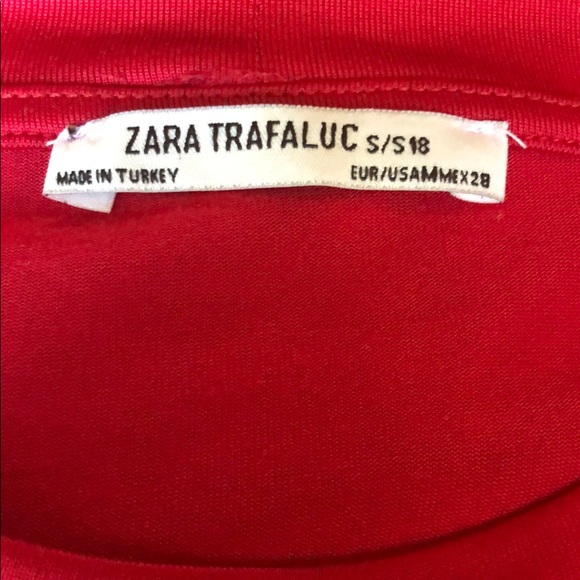 ZARA TRAFALUC S/S18
MADE IN TURKEY EUR/USAMMEX28